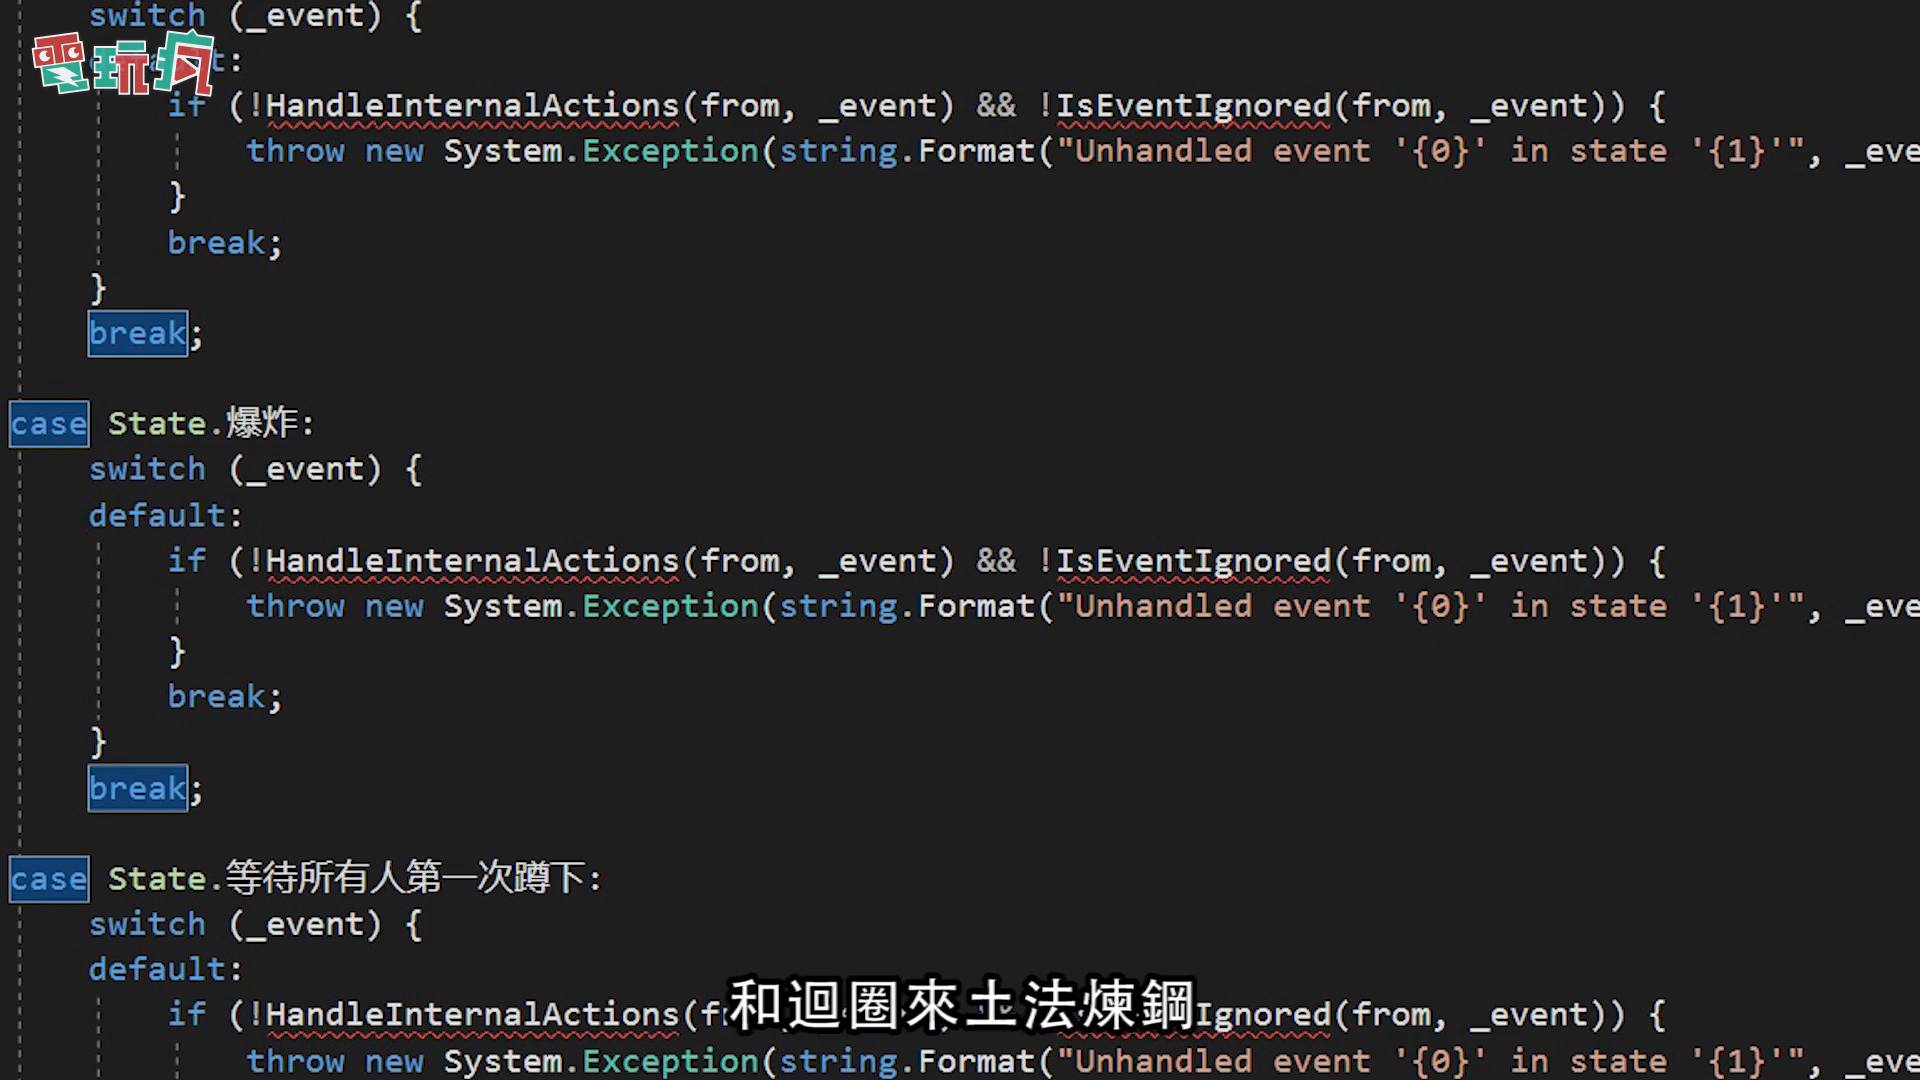 switch (_event) {
電玩瘋
t:
if (!HandleInternalActions(from, _event) && !IsEventIgnored(from, _event)) {
throw new System.Exception(string.Format("Unhandled event '{0}' in state '{1}'", _eve
}
break;
}
break;
case State.爆炸:
switch (_event) {
default:
if (!HandleInternalActions(from, _event) && !IsEventIgnored(from, _event)) {
throw new System.Exception(string.Format("Unhandled event '{0}' in state '{1}'", _eve
}
break;
}
break;
case State.等待所有人第一次蹲下:
switch (_event) {
default:
if (!HandleInternalActions(f
Ignored(from, _event)) {
和迴圈來土法煉鋼
throw new System.Exception(string.Format("Unhandled event '{0}' in state '{1}'", _eve